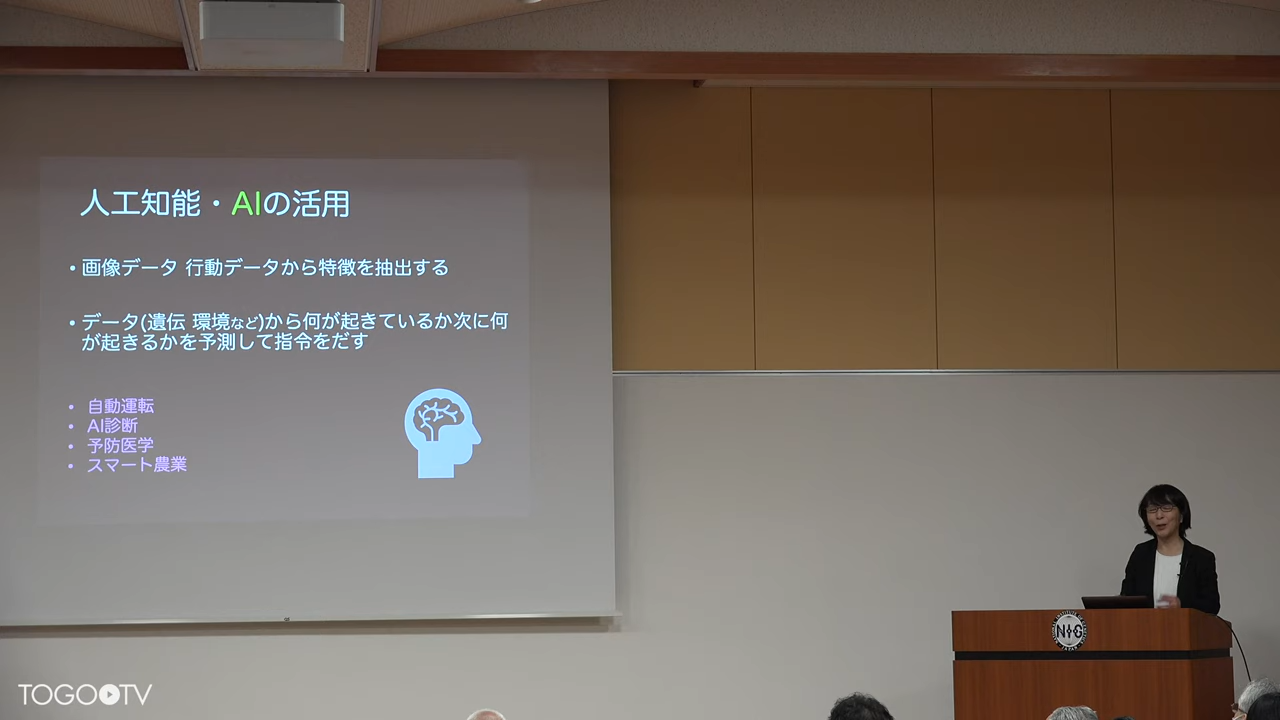 人工知能・AIの活用
• 画像データ 行動データから特徴を抽出する
• データ(遺伝 環境など)から何が起きているか次に何
が起きるかを予測して指令をだす
• 自動運転
• AI診断
• 予防医学
• スマート農業
NIG
JAPAN
TOGOTV